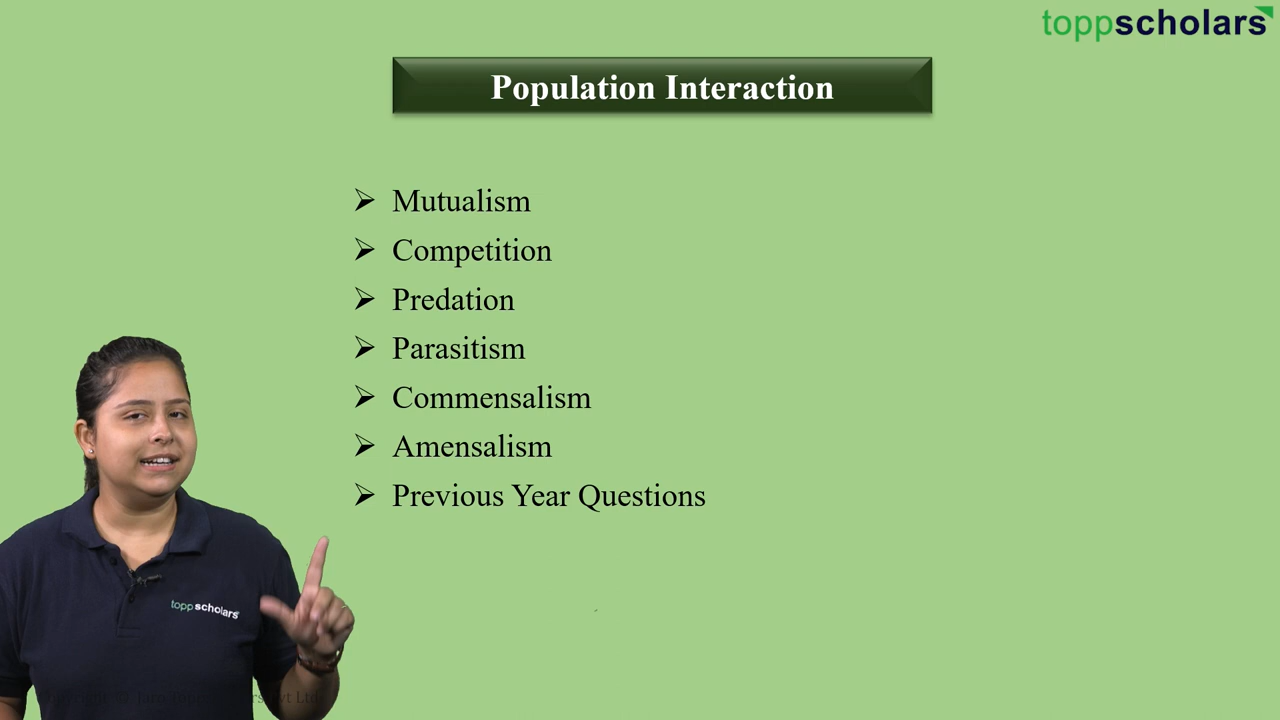 toppscholars
Population Interaction
Mutualism
Competition
Predation
Parasitism
Commensalism
Amensalism
Previous Year Questions
toppscholars